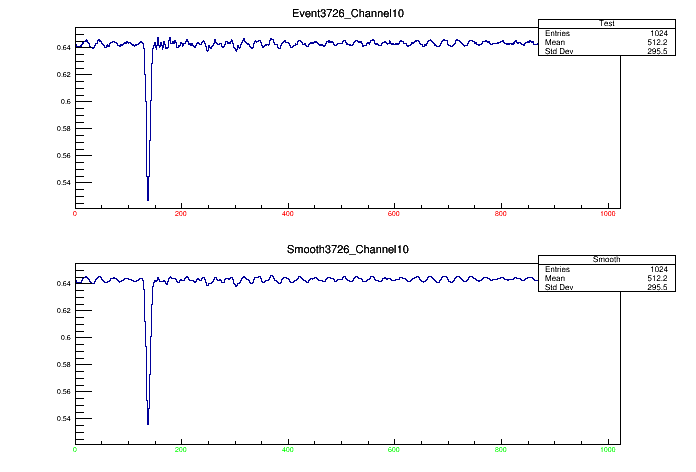 Event3726_Channel10
Test
Entries 1024
Mean 512.2
Std Dev 295.5
0.64
0.62
0.6
0.58
0.56
0.54
0 200 400 600 800 1000
Smooth3726_Channel10
Smooth
Entries 1024
Mean 512.2
Std Dev 295.5
0.64
0.62
0.6
0.58
0.56
0.54
0 200 400 600 800 1000